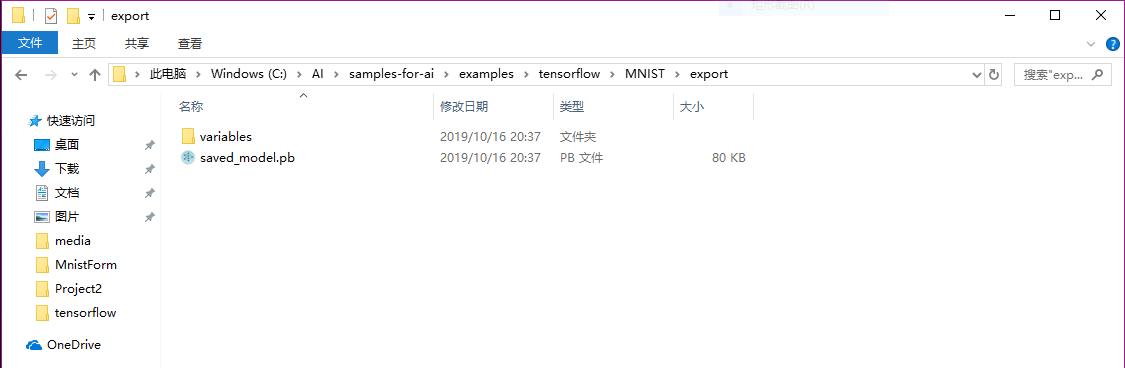 export
文件 主页 共享 查看
此电脑 Windows (C:) AI samples-for-ai examples tensorflow MNIST export 搜索"exp...
名称 修改日期 类型 大小
快速访问
桌面
下载
文档
图片
media
MnistForm
Project2
tensorflow
OneDrive
variables 2019/10/16 20:37 文件夹
saved_model.pb 2019/10/16 20:37 PB 文件 80 KB